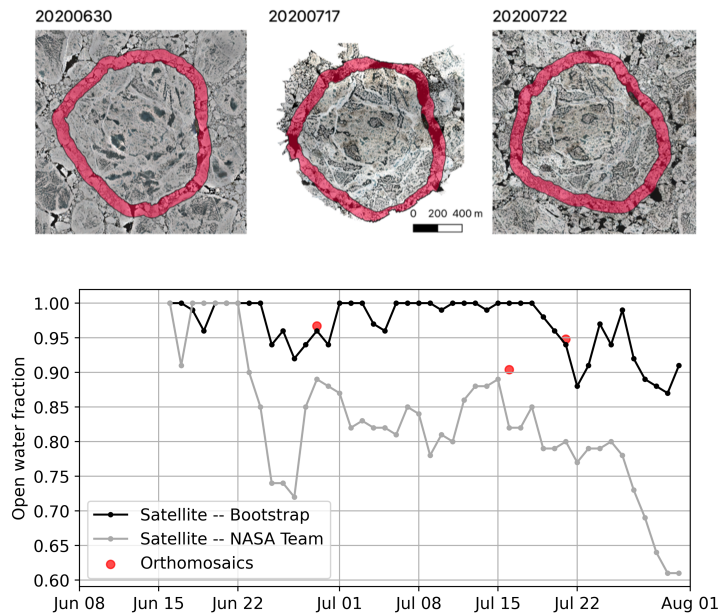 20200630 20200717 20200722
0 200 400 m
1.00
0.95
0.90
0.85
0.80
0.75
0.70
0.65
0.60
Open water fraction
Satellite -- Bootstrap
Satellite -- NASA Team
Orthomosaics
Jun 08 Jun 15 Jun 22 Jul 01 Jul 08 Jul 15 Jul 22 Aug 01